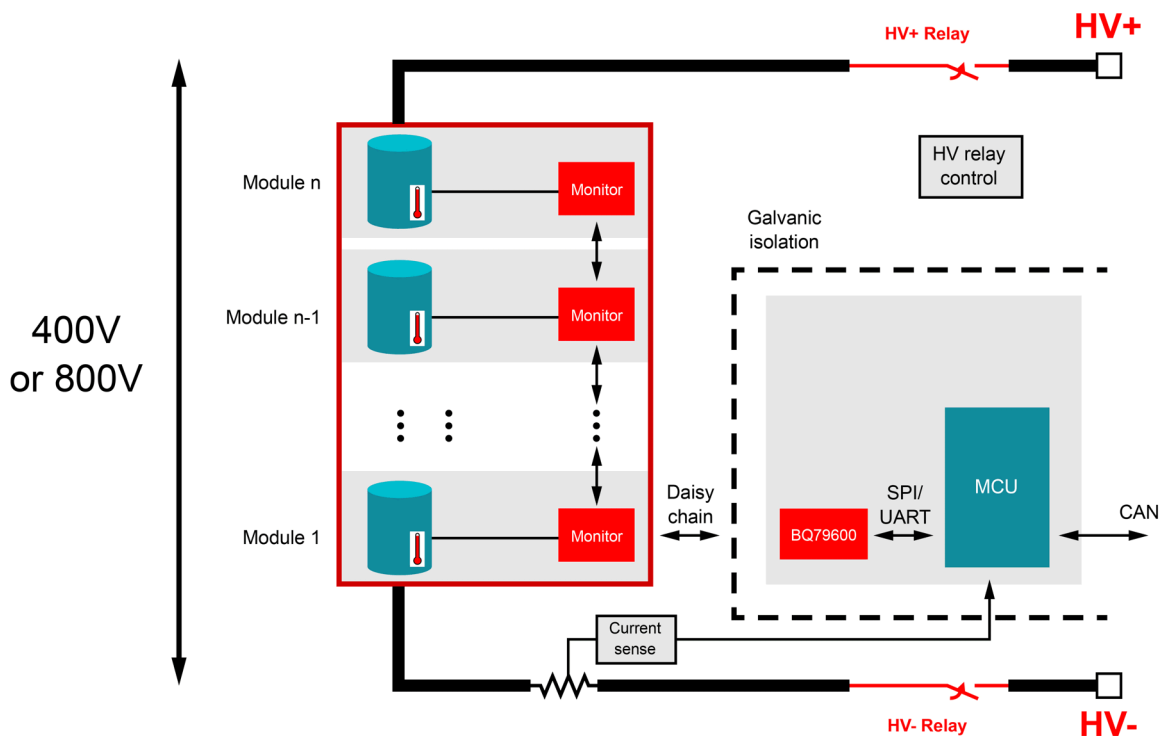 HV+ Relay
HV+
HV relay
control
Module n
Monitor
Galvanic
isolation
Module n-1
Monitor
400V
or 800V
Module 1
Monitor
Daisy
chain
BQ79600
SPI/
UART
MCU
CAN
Current
sense
HV- Relay
HV-